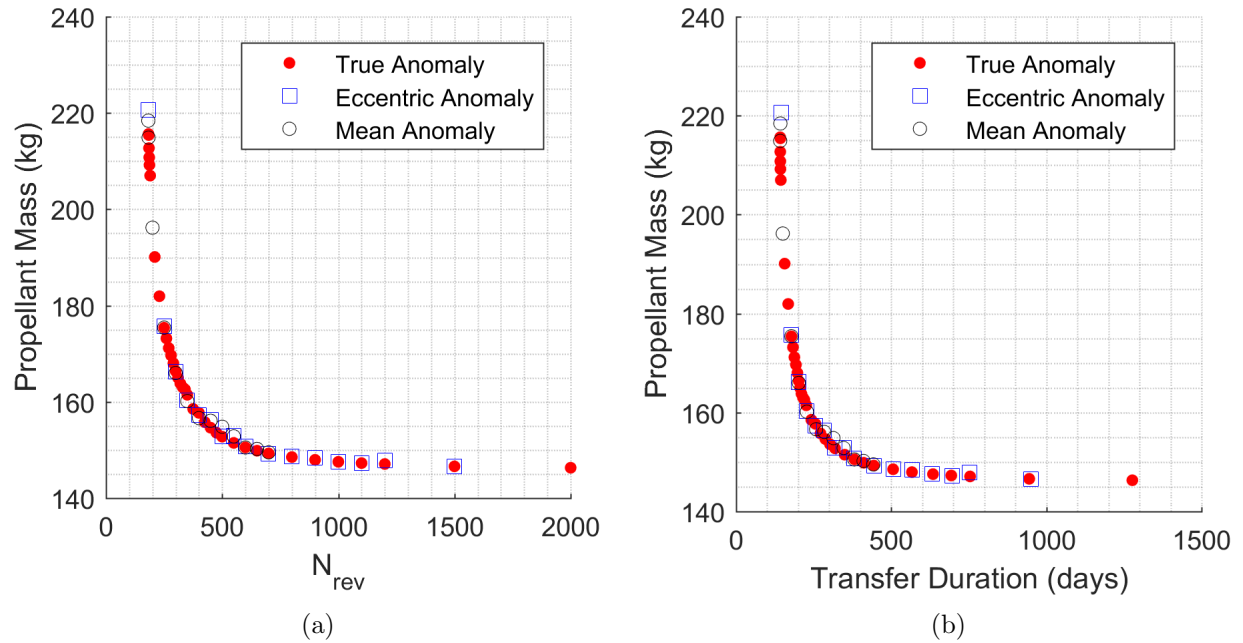 240
220
200
180
160
140
0
500
1000
1500
2000
Propellant Mass (kg)
N_rev
True Anomaly
Eccentric Anomaly
Mean Anomaly
(a)
240
220
200
180
160
140
0
500
1000
1500
Propellant Mass (kg)
Transfer Duration (days)
True Anomaly
Eccentric Anomaly
Mean Anomaly
(b)